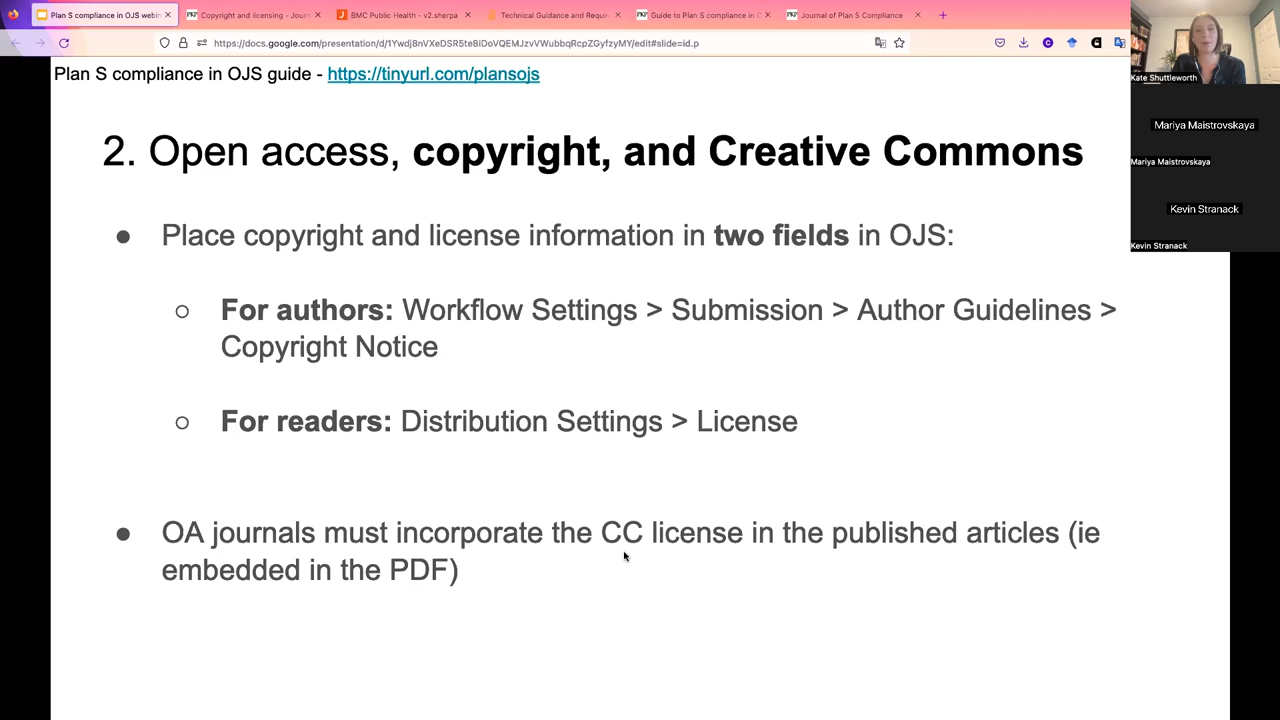 Plan S compliance in OJS webin
Copyright and licensing - Journ
BMC Public Health - v2.sherpa
Technical Guidance and Requir
Guide to Plan S compliance in O
Journal of Plan S Compliance
https://docs.google.com/presentation/d/1Ywdj8nVXeDSR5te8IDoVQEMJzvVWubbqRcpZGyfzyMY/edit#slide=id.p
Plan S compliance in OJS guide - https://tinyurl.com/plansojs
2. Open access, copyright, and Creative Commons
● Place copyright and license information in two fields in OJS:
○ For authors: Workflow Settings > Submission > Author Guidelines >
Copyright Notice
○ For readers: Distribution Settings > License
● OA journals must incorporate the CC license in the published articles (ie
embedded in the PDF)
Kate Shuttleworth
Mariya Maistrovskaya
Mariya Maistrovskaya
Kevin Stranack
Kevin Stranack